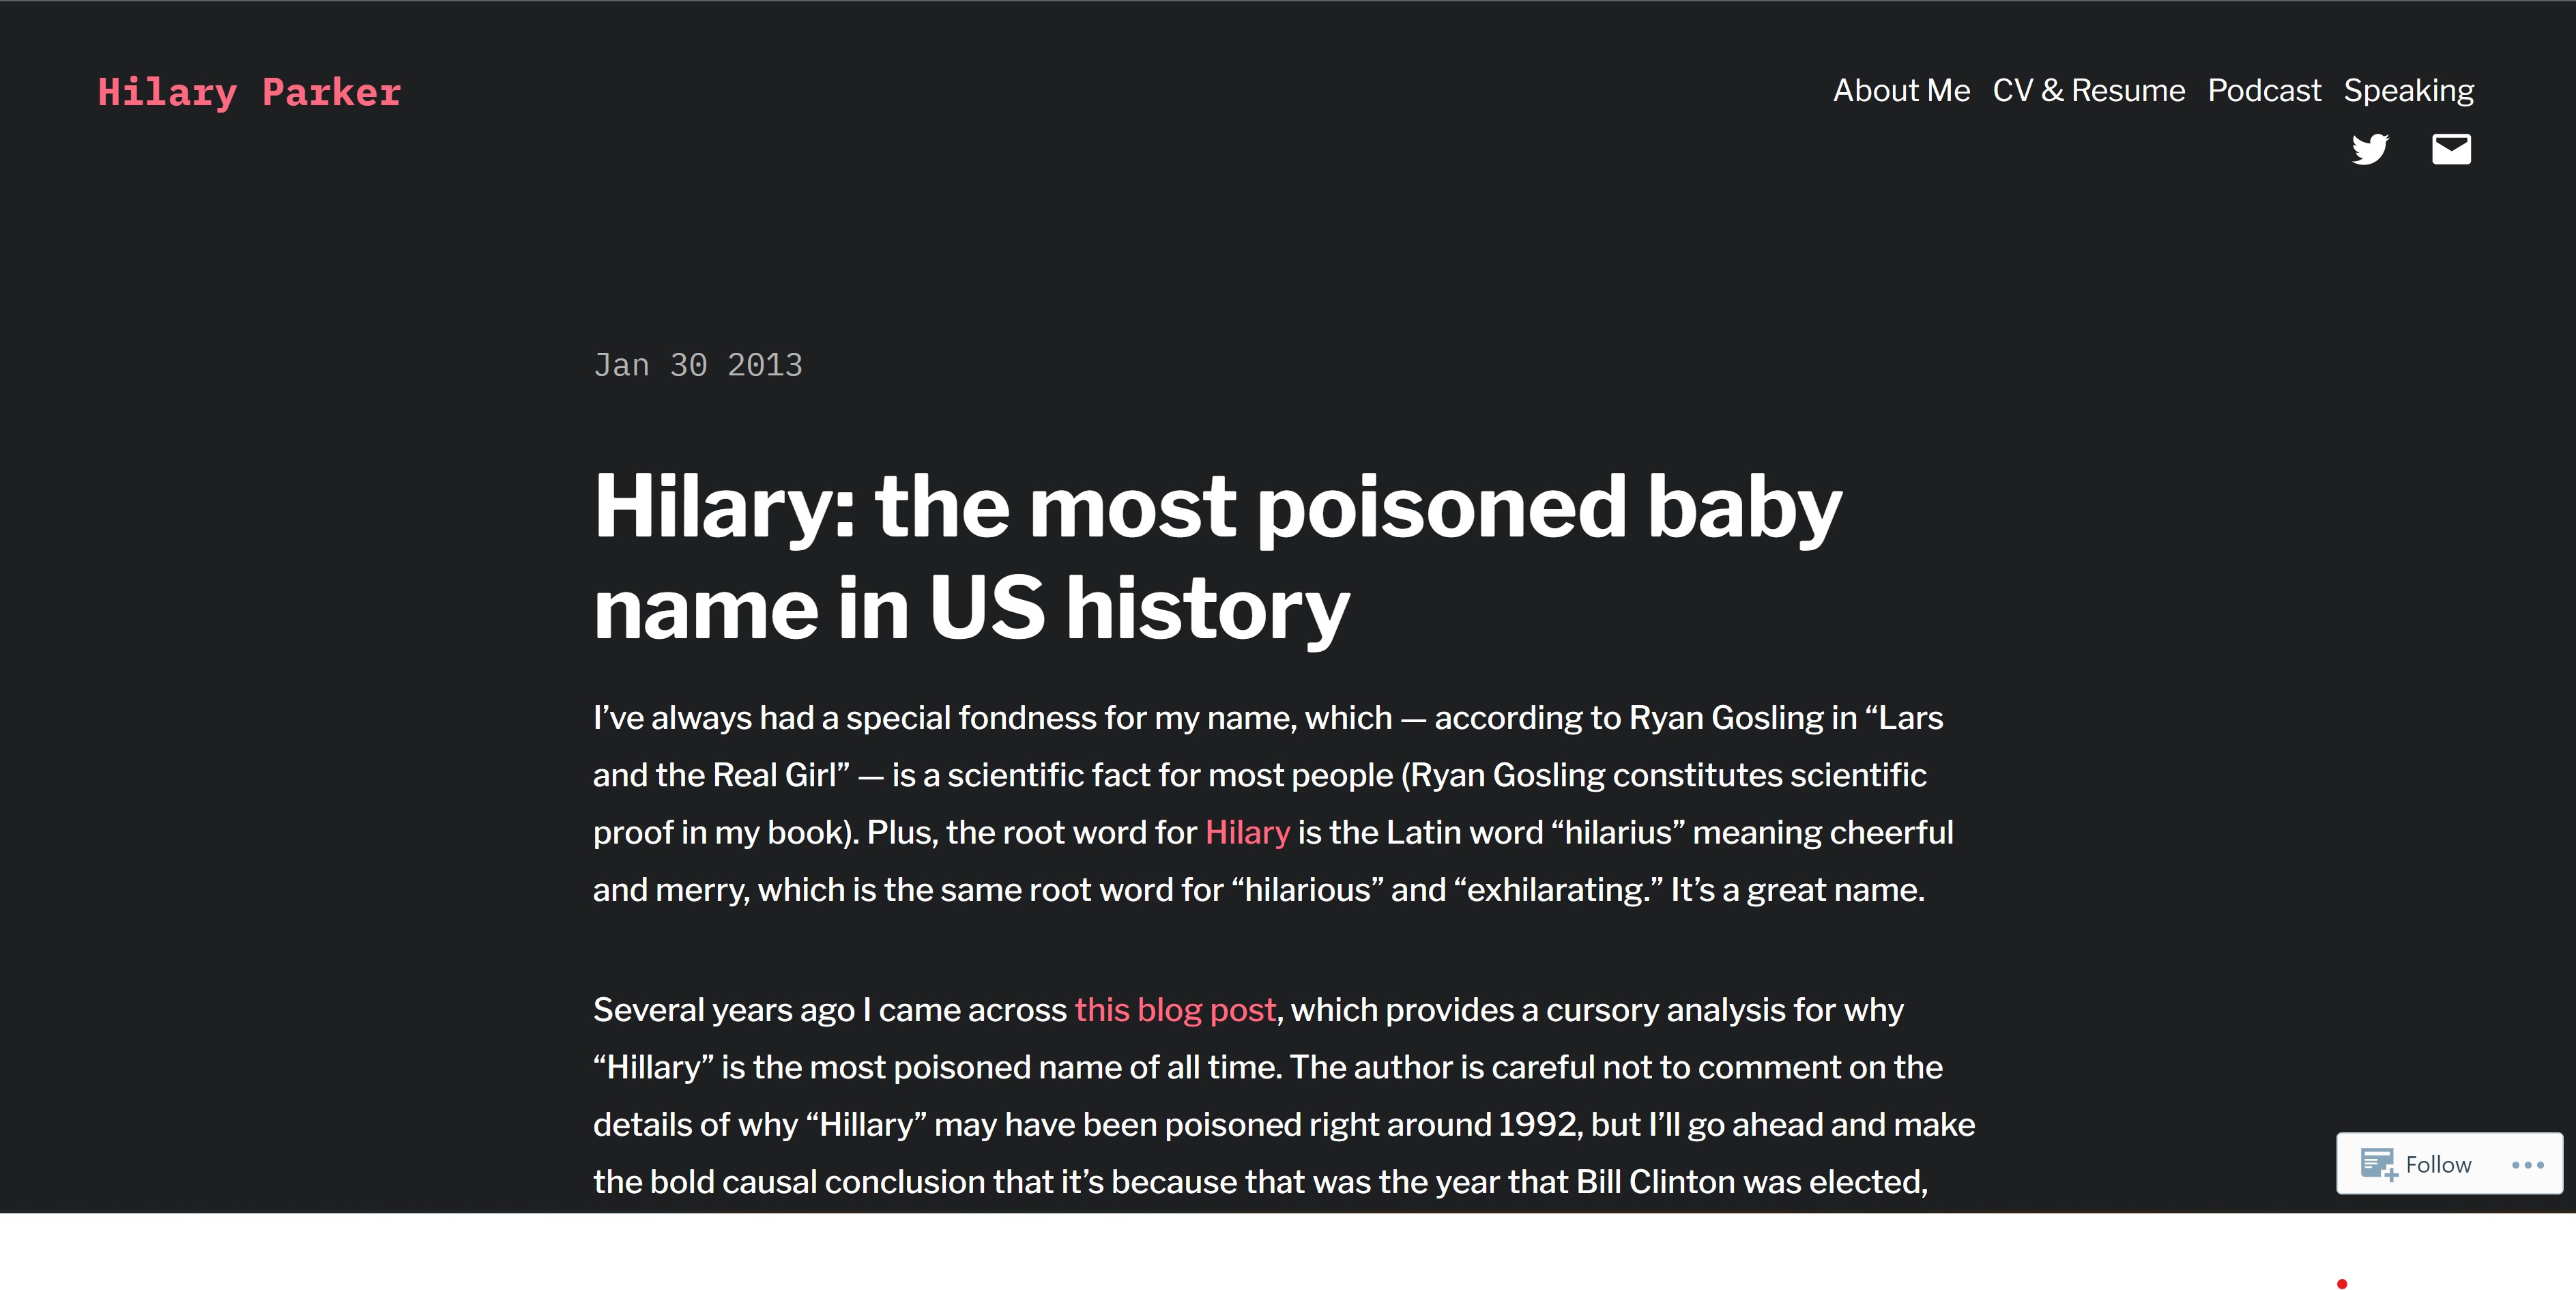 Hilary Parker
About Me CV & Resume Podcast Speaking
Jan 30 2013
Hilary: the most poisoned baby
name in US history
I’ve always had a special fondness for my name, which — according to Ryan Gosling in “Lars
and the Real Girl” — is a scientific fact for most people (Ryan Gosling constitutes scientific
proof in my book). Plus, the root word for Hilary is the Latin word “hilarius” meaning cheerful
and merry, which is the same root word for “hilarious” and “exhilarating.” It’s a great name.
Several years ago I came across this blog post, which provides a cursory analysis for why
“Hillary” is the most poisoned name of all time. The author is careful not to comment on the
details of why “Hillary” may have been poisoned right around 1992, but I’ll go ahead and make
the bold causal conclusion that it’s because that was the year that Bill Clinton was elected,
Follow